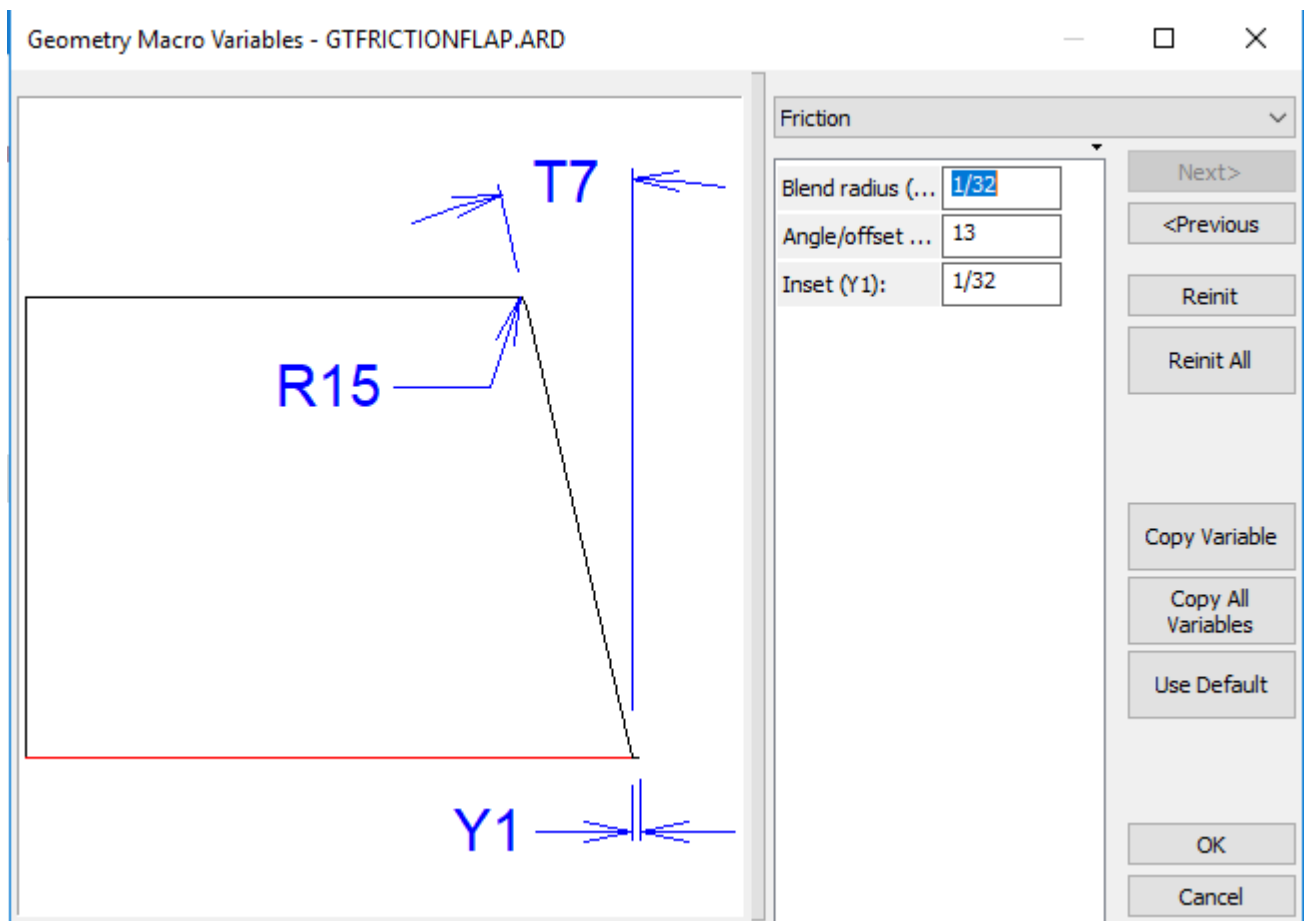 Geometry Macro Variables - GTFRICTIONFLAP.ARD
T7
R15
Y1
Friction
Blend radius (... 1/32
Angle/offset ... 13
Inset (Y1): 1/32
Next>
<Previous
Reinit
Reinit All
Copy Variable
Copy All
Variables
Use Default
OK
Cancel